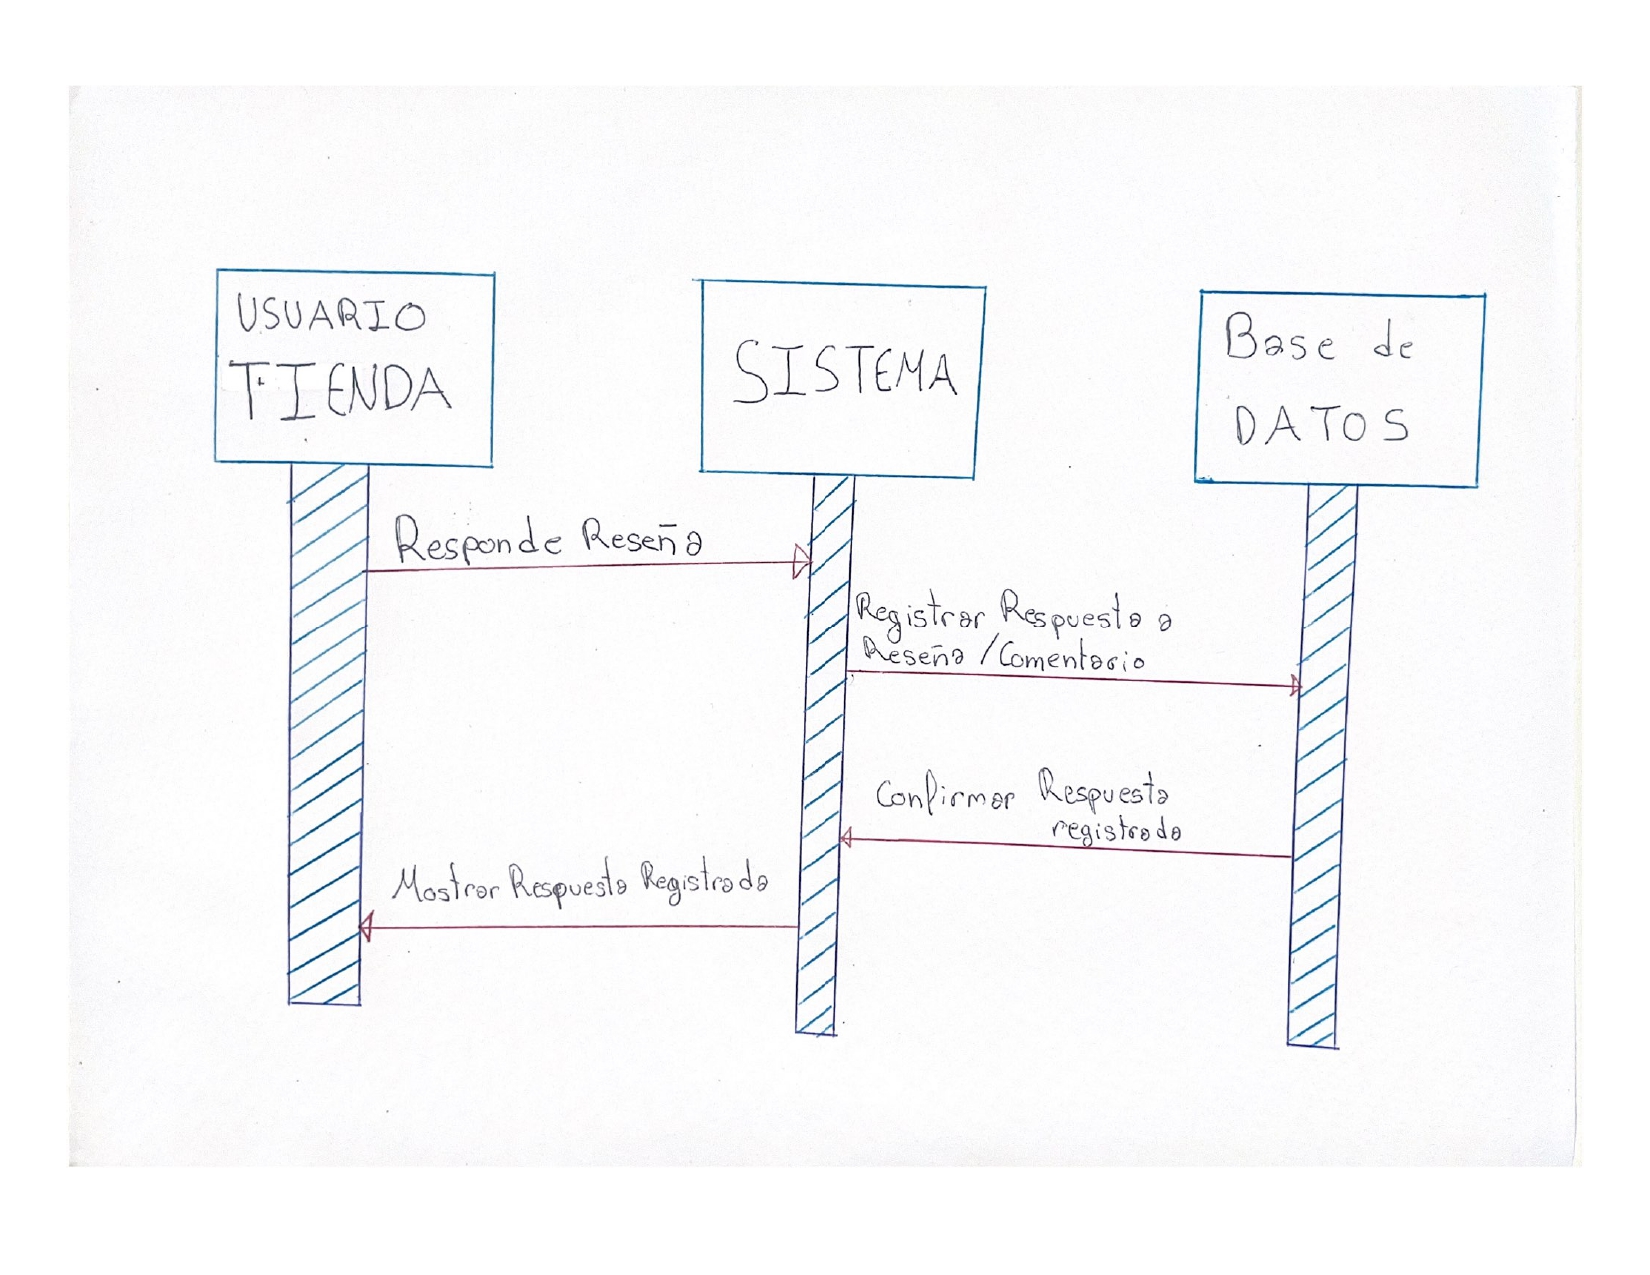 USUARIO
TIENDA
SISTEMA
Base de
DATOS
Responde Reseña
Registrar Respuesta a
Reseña / Comentario
Confirmar Respuesta
registrada
Mostrar Respuesta Registrada